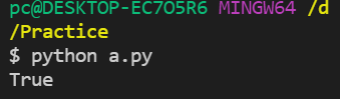 pc@DESKTOP-EC7O5R6 MINGW64 /d
/Practice
$ python a.py
True